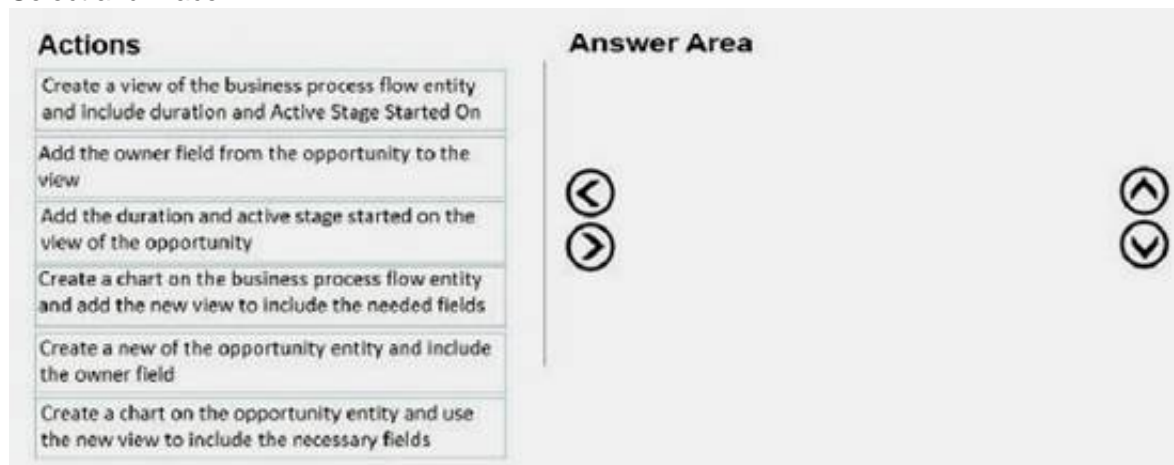 Actions
Answer Area
Create a view of the business process flow entity
and include duration and Active Stage Started On
Add the owner field from the opportunity to the
view
Add the duration and active stage started on the
view of the opportunity
Create a chart on the business process flow entity
and add the new view to include the needed fields
Create a new of the opportunity entity and include
the owner field
Create a chart on the opportunity entity and use
the new view to include the necessary fields